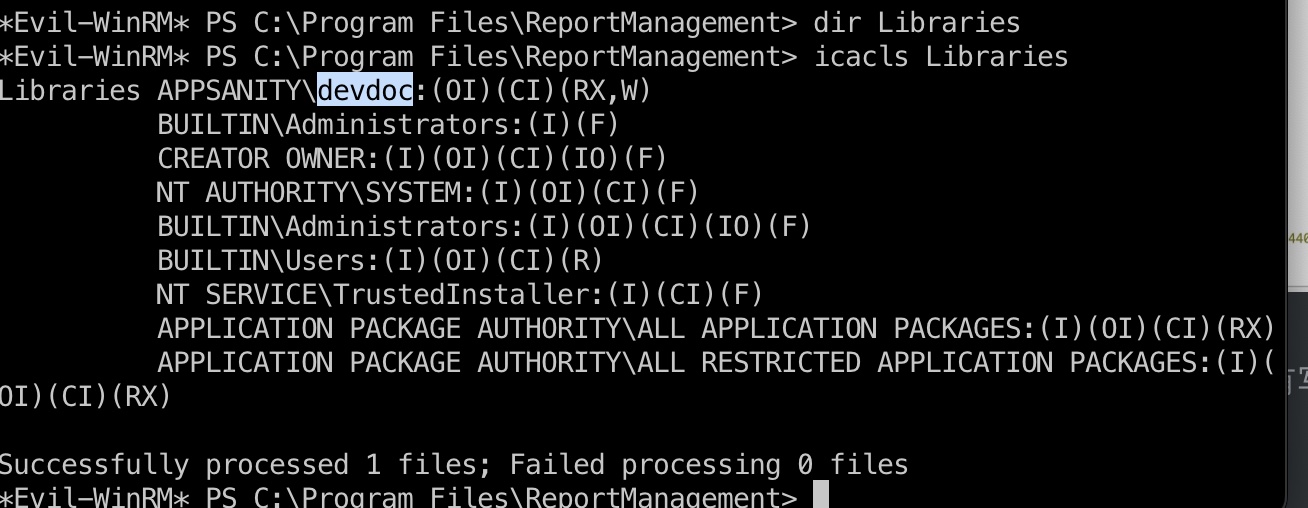 *Evil-WinRM* PS C:\Program Files\ReportManagement> dir Libraries
*Evil-WinRM* PS C:\Program Files\ReportManagement> icacls Libraries
Libraries APPSANITY\devdoc:(OI)(CI)(RX,W)
BUILTIN\Administrators:(I)(F)
CREATOR OWNER:(I)(OI)(CI)(IO)(F)
NT AUTHORITY\SYSTEM:(I)(OI)(CI)(F)
BUILTIN\Administrators:(I)(OI)(CI)(IO)(F)
BUILTIN\Users:(I)(OI)(CI)(R)
NT SERVICE\TrustedInstaller:(I)(CI)(F)
APPLICATION PACKAGE AUTHORITY\ALL APPLICATION PACKAGES:(I)(OI)(CI)(RX)
APPLICATION PACKAGE AUTHORITY\ALL RESTRICTED APPLICATION PACKAGES:(I)(
OI)(CI)(RX)
Successfully processed 1 files; Failed processing 0 files
*Evil-WinRM* PS C:\Program Files\ReportManagement>
440